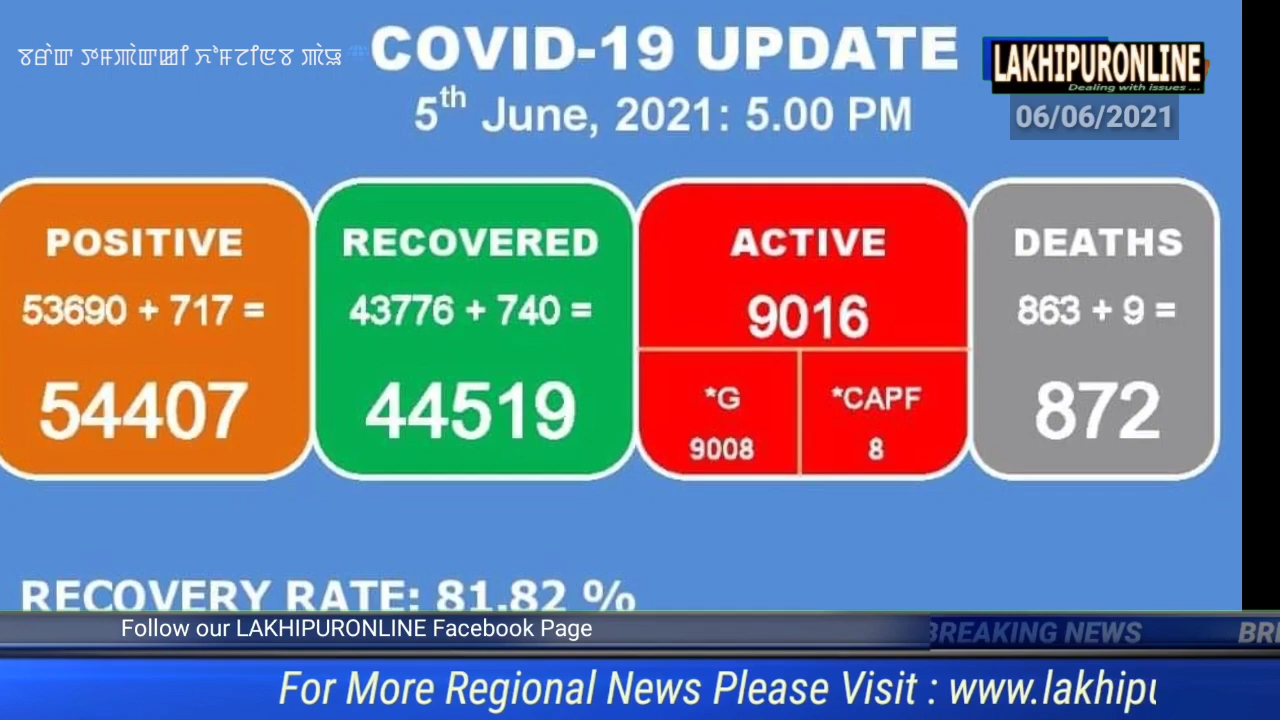 COVID-19 UPDATE
5th June, 2021: 5.00 PM
LAKHIPURONLINE
Dealing with issues ...
06/06/2021
POSITIVE
53690 + 717 =
54407
RECOVERED
43776 + 740 =
44519
ACTIVE
9016
*G
9008
*CAPF
8
DEATHS
863 + 9 =
872
RECOVERY RATE: 81.82 %
Follow our LAKHIPURONLINE Facebook Page
BREAKING NEWS
BRE
For More Regional News Please Visit : www.lakhipu